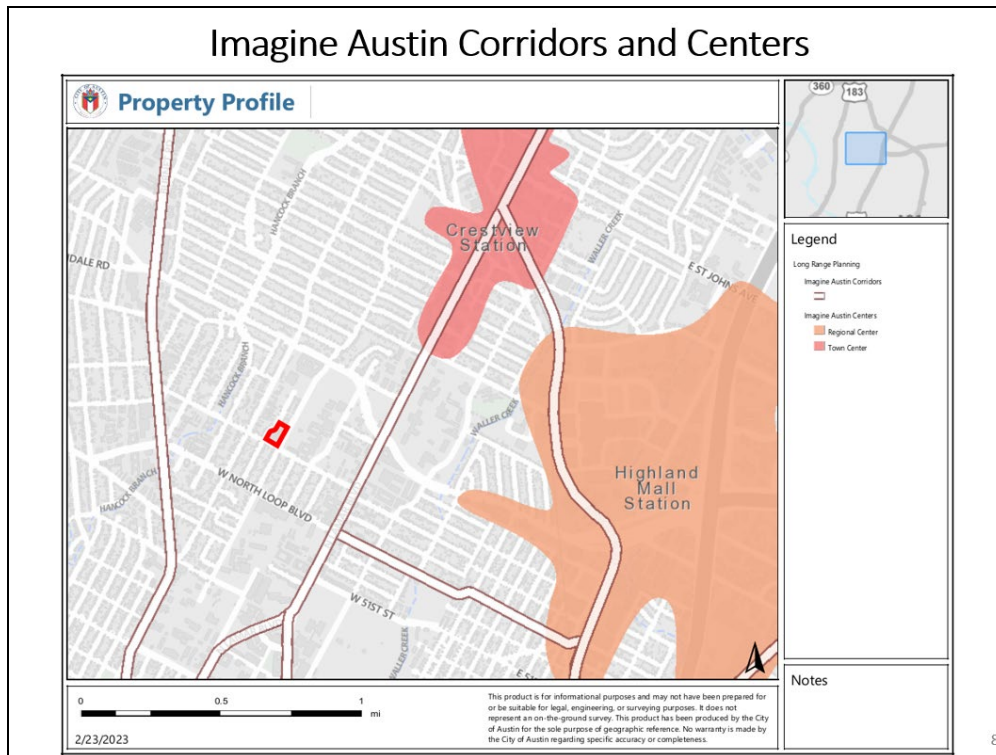 Imagine Austin Corridors and Centers
Property Profile
360
183
HANCOCK BRANCH
Crestview
Station
WALLER CREEK
E ST JOHNS AVE
NDALE RD
HANCOCK BRANCH
WALLER CREEK
Highland
Mall
Station
HANCOCK BRANCH
W NORTH LOOP BLVD
W 51ST ST
WALLER CREEK
E ST
Legend
Long Range Planning
Imagine Austin Corridors
Imagine Austin Centers
Regional Center
Town Center
Notes
0 0.5 1
mi
2/23/2023
This product is for informational purposes and may not have been prepared for
or be suitable for legal, engineering, or surveying purposes. It does not
represent an on-the-ground survey. This product has been produced by the City
of Austin for the sole purpose of geographic reference. No warranty is made by
the City of Austin regarding specific accuracy or completeness.
8